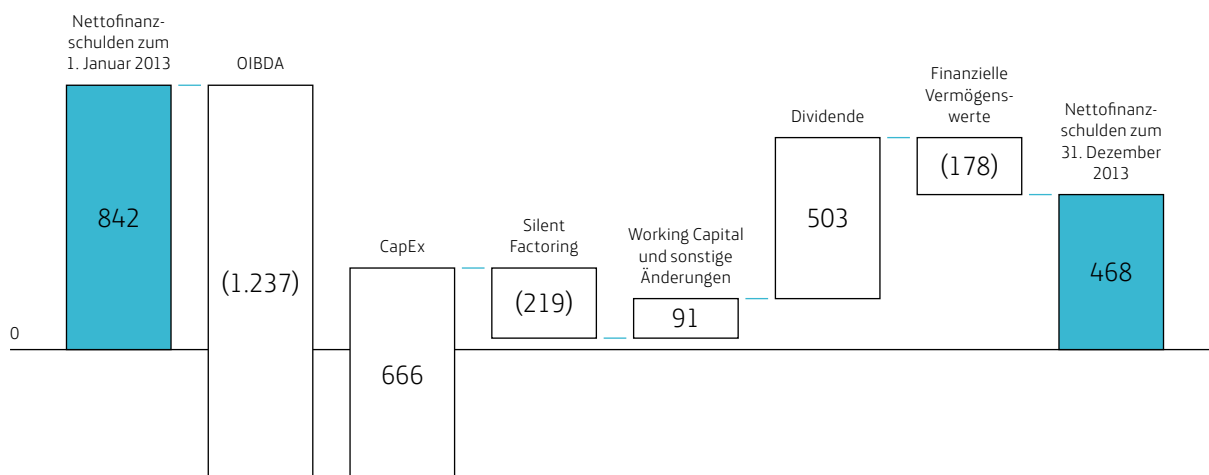 Nettofinanz-
schulden zum
1. Januar 2013
842
OIBDA
(1.237)
CapEx
666
Silent
Factoring
(219)
Working Capital
und sonstige
Änderungen
91
Dividende
503
Finanzielle
Vermögens-
werte
(178)
Nettofinanz-
schulden zum
31. Dezember
2013
468
0